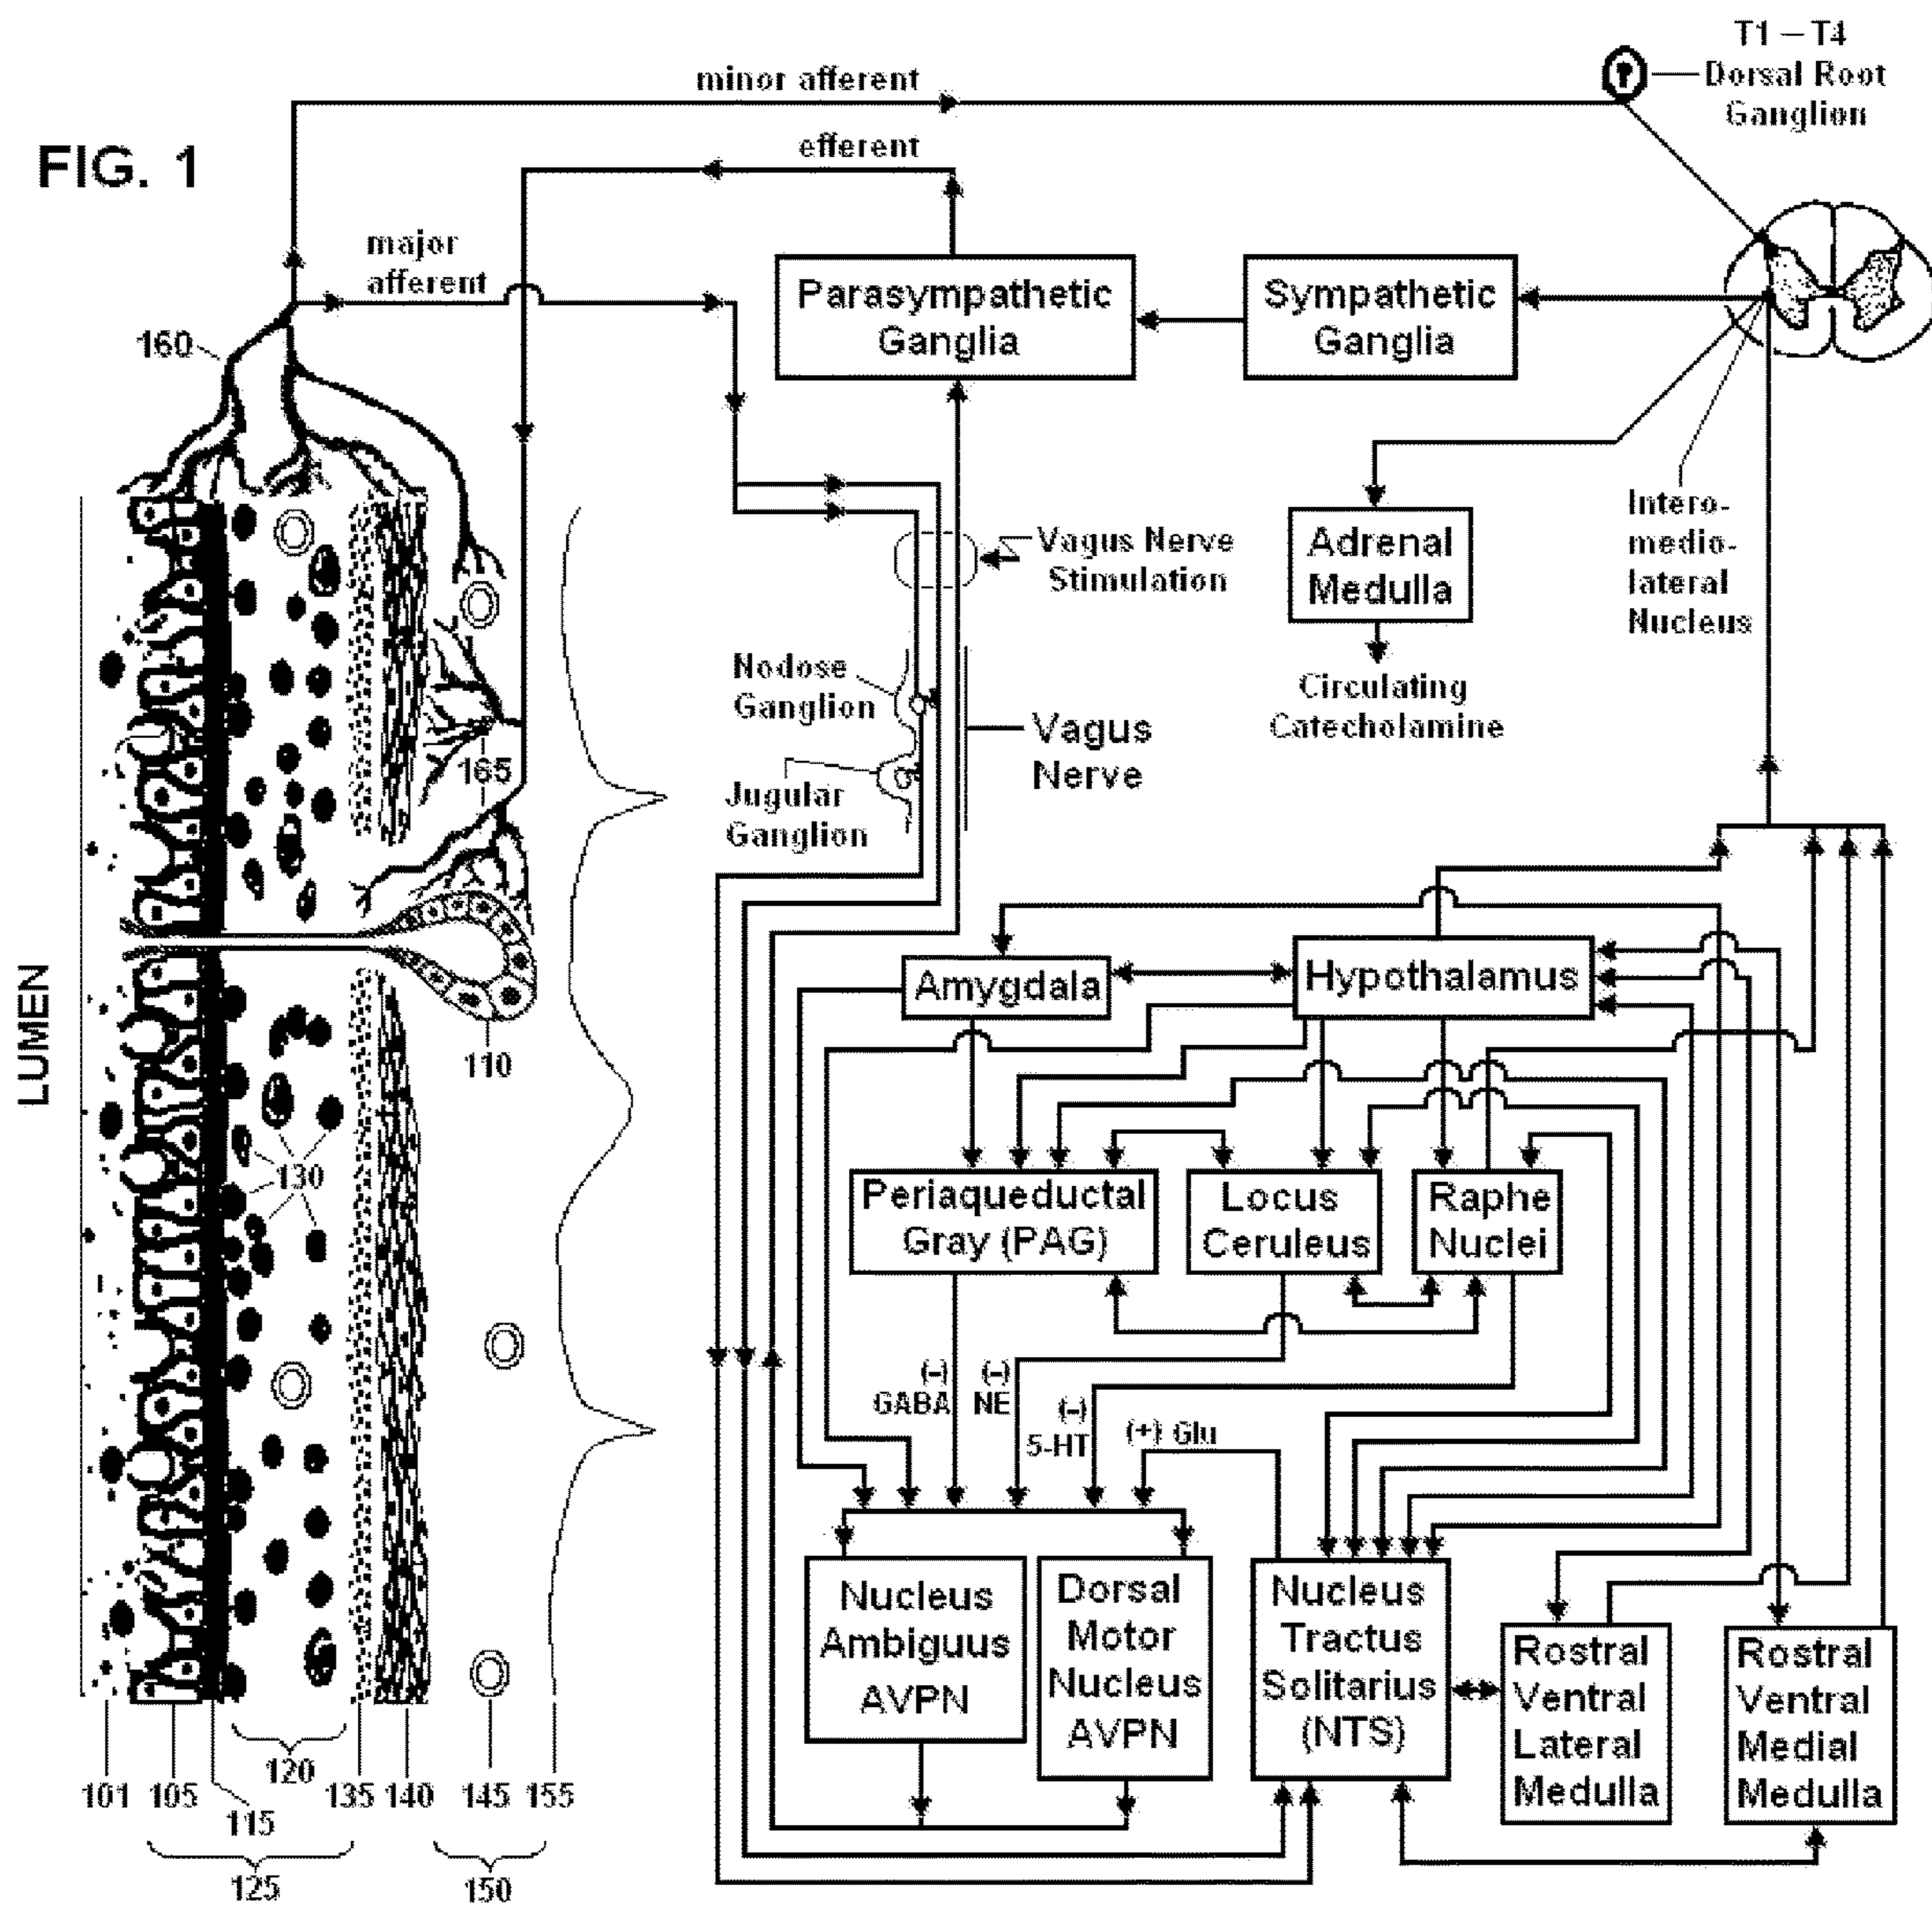 FIG. 1
minor afferent
efferent
major
afferent
T1 – T4
Dorsal Root
Ganglion
160
Parasympathetic
Ganglia
Sympathetic
Ganglia
Vagus Nerve
Stimulation
Adrenal
Medulla
Circulating
Catecholamine
Intero-
medio-
lateral
Nucleus
Nodose
Ganglion
Jugular
Ganglion
Vagus
Nerve
165
LUMEN
110
130
Amygdala
Hypothalamus
Periaqueductal
Gray (PAG)
Locus
Ceruleus
Raphe
Nuclei
(–)
GABA
(–)
NE
(–)
5-HT
(+) Glu
Nucleus
Ambiguus
AVPN
Dorsal
Motor
Nucleus
AVPN
Nucleus
Tractus
Solitarius
(NTS)
Rostral
Ventral
Lateral
Medulla
Rostral
Ventral
Medial
Medulla
101
105
115
120
135
140
145
155
125
150